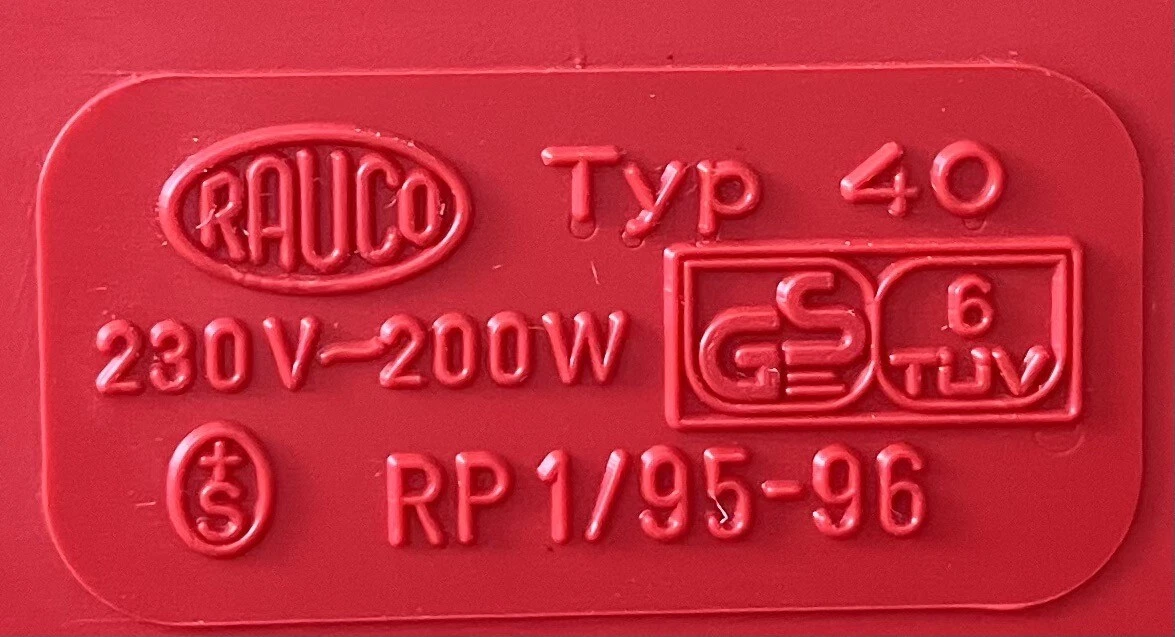 RAUCO Typ 40
230V~200W
GS 6 TÜV
+S RP 1/95-96